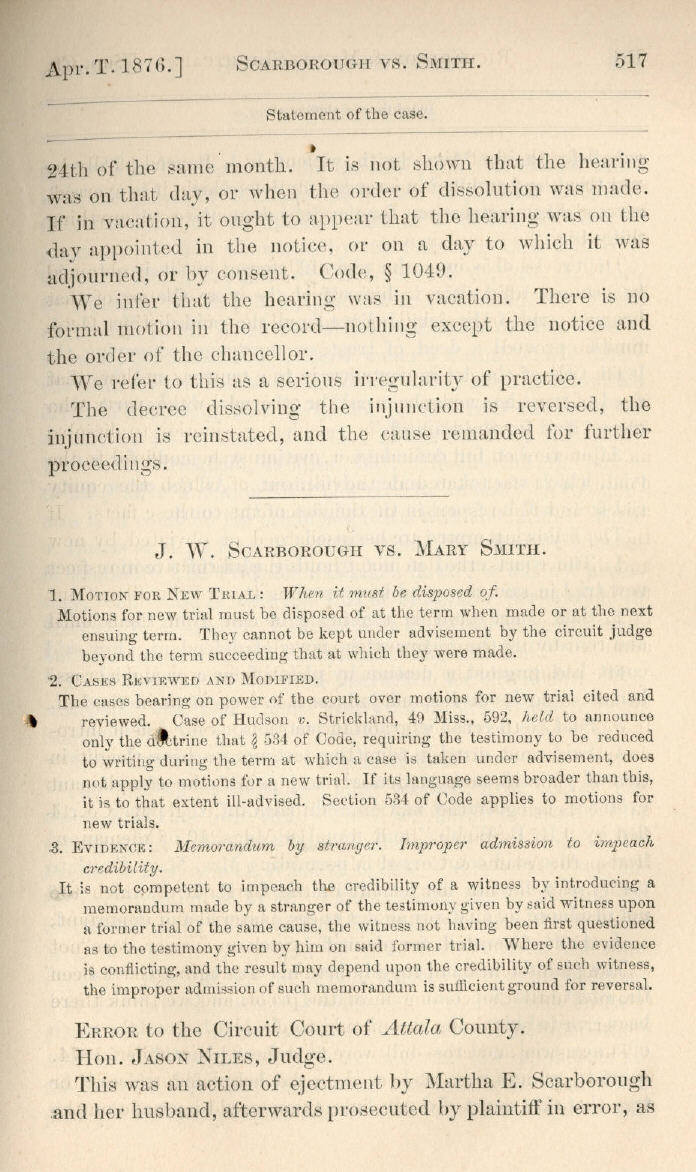 Apr. T. 1876.] SCARBOROUGH VS. SMITH. 517
Statement of the case.
24th of the same month. It is not shown that the hearing
was on that day, or when the order of dissolution was made.
If in vacation, it ought to appear that the hearing was on the
day appointed in the notice, or on a day to which it was
adjourned, or by consent. Code, § 1049.
We infer that the hearing was in vacation. There is no
formal motion in the record—nothing except the notice and
the order of the chancellor.
We refer to this as a serious irregularity of practice.
The decree dissolving the injunction is reversed, the
injunction is reinstated, and the cause remanded for further
proceedings.
J. W. SCARBOROUGH VS. MARY SMITH.
1. MOTION FOR NEW TRIAL: When it must be disposed of.
Motions for new trial must be disposed of at the term when made or at the next
ensuing term. They cannot be kept under advisement by the circuit judge
beyond the term succeeding that at which they were made.
2. CASES REVIEWED AND MODIFIED.
The cases bearing on power of the court over motions for new trial cited and
reviewed. Case of Hudson v. Strickland, 49 Miss., 592, held to announce
only the doctrine that § 534 of Code, requiring the testimony to be reduced
to writing during the term at which a case is taken under advisement, does
not apply to motions for a new trial. If its language seems broader than this,
it is to that extent ill-advised. Section 534 of Code applies to motions for
new trials.
3. EVIDENCE: Memorandum by stranger. Improper admission to impeach
credibility.
It is not competent to impeach the credibility of a witness by introducing a
memorandum made by a stranger of the testimony given by said witness upon
a former trial of the same cause, the witness not having been first questioned
as to the testimony given by him on said former trial. Where the evidence
is conflicting, and the result may depend upon the credibility of such witness,
the improper admission of such memorandum is sufficient ground for reversal.
ERROR to the Circuit Court of Attala County.
Hon. JASON NILES, Judge.
This was an action of ejectment by Martha E. Scarborough
and her husband, afterwards prosecuted by plaintiff in error, as